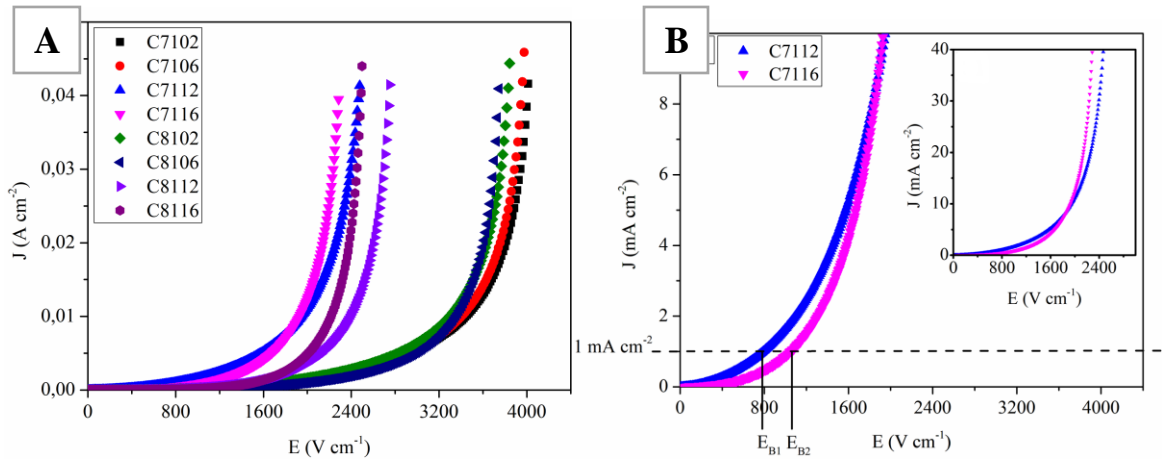 A
C7102
C7106
C7112
C7116
C8102
C8106
C8112
C8116
0,04
0,03
0,02
0,01
0,00
J (A cm⁻²)
0 800 1600 2400 3200 4000
E (V cm⁻¹)
B
C7112
C7116
8
6
4
2
0
J (mA cm⁻²)
1 mA cm⁻²
0 800 1600 2400 3200 4000
E_B1 E_B2 E (V cm⁻¹)
40
30
20
10
0
J (mA cm⁻²)
0 800 1600 2400
E (V cm⁻¹)